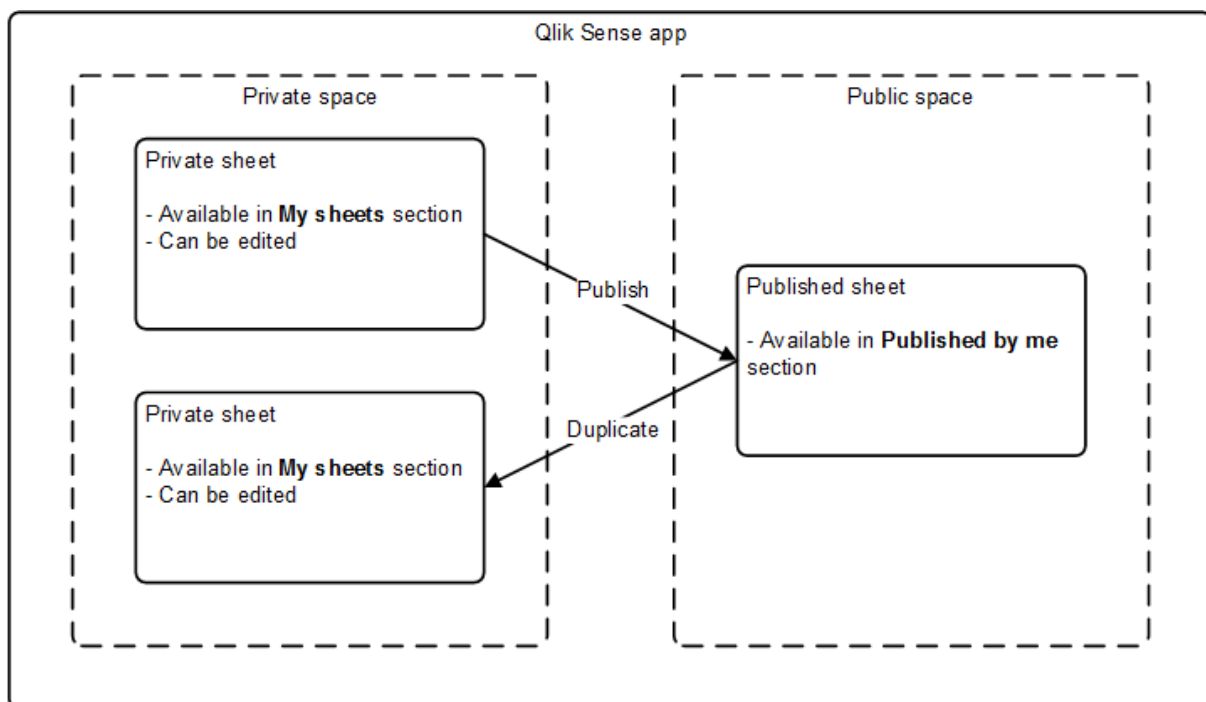 Qlik Sense app
Private space
Private sheet
- Available in My sheets section
- Can be edited
Publish
Duplicate
Private sheet
- Available in My sheets section
- Can be edited
Public space
Published sheet
- Available in Published by me
section